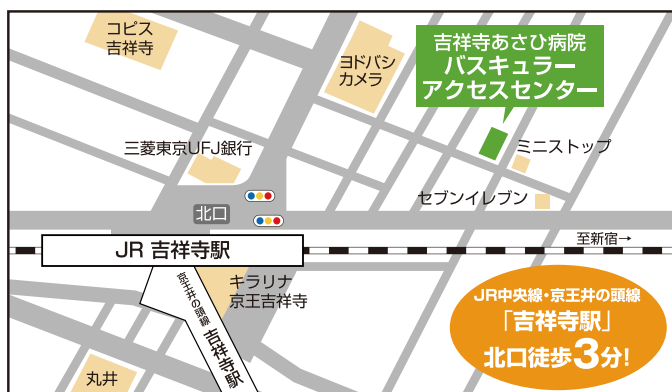 コピス
吉祥寺
ヨドバシ
カメラ
吉祥寺あさひ病院
バスキュラー
アクセスセンター
三菱東京UFJ銀行
ミニストップ
セブンイレブン
北口
JR 吉祥寺駅
至新宿→
キラリナ
京王吉祥寺
京王井の頭線
吉祥寺駅
丸井
JR中央線・京王井の頭線
「吉祥寺駅」
北口徒歩3分!